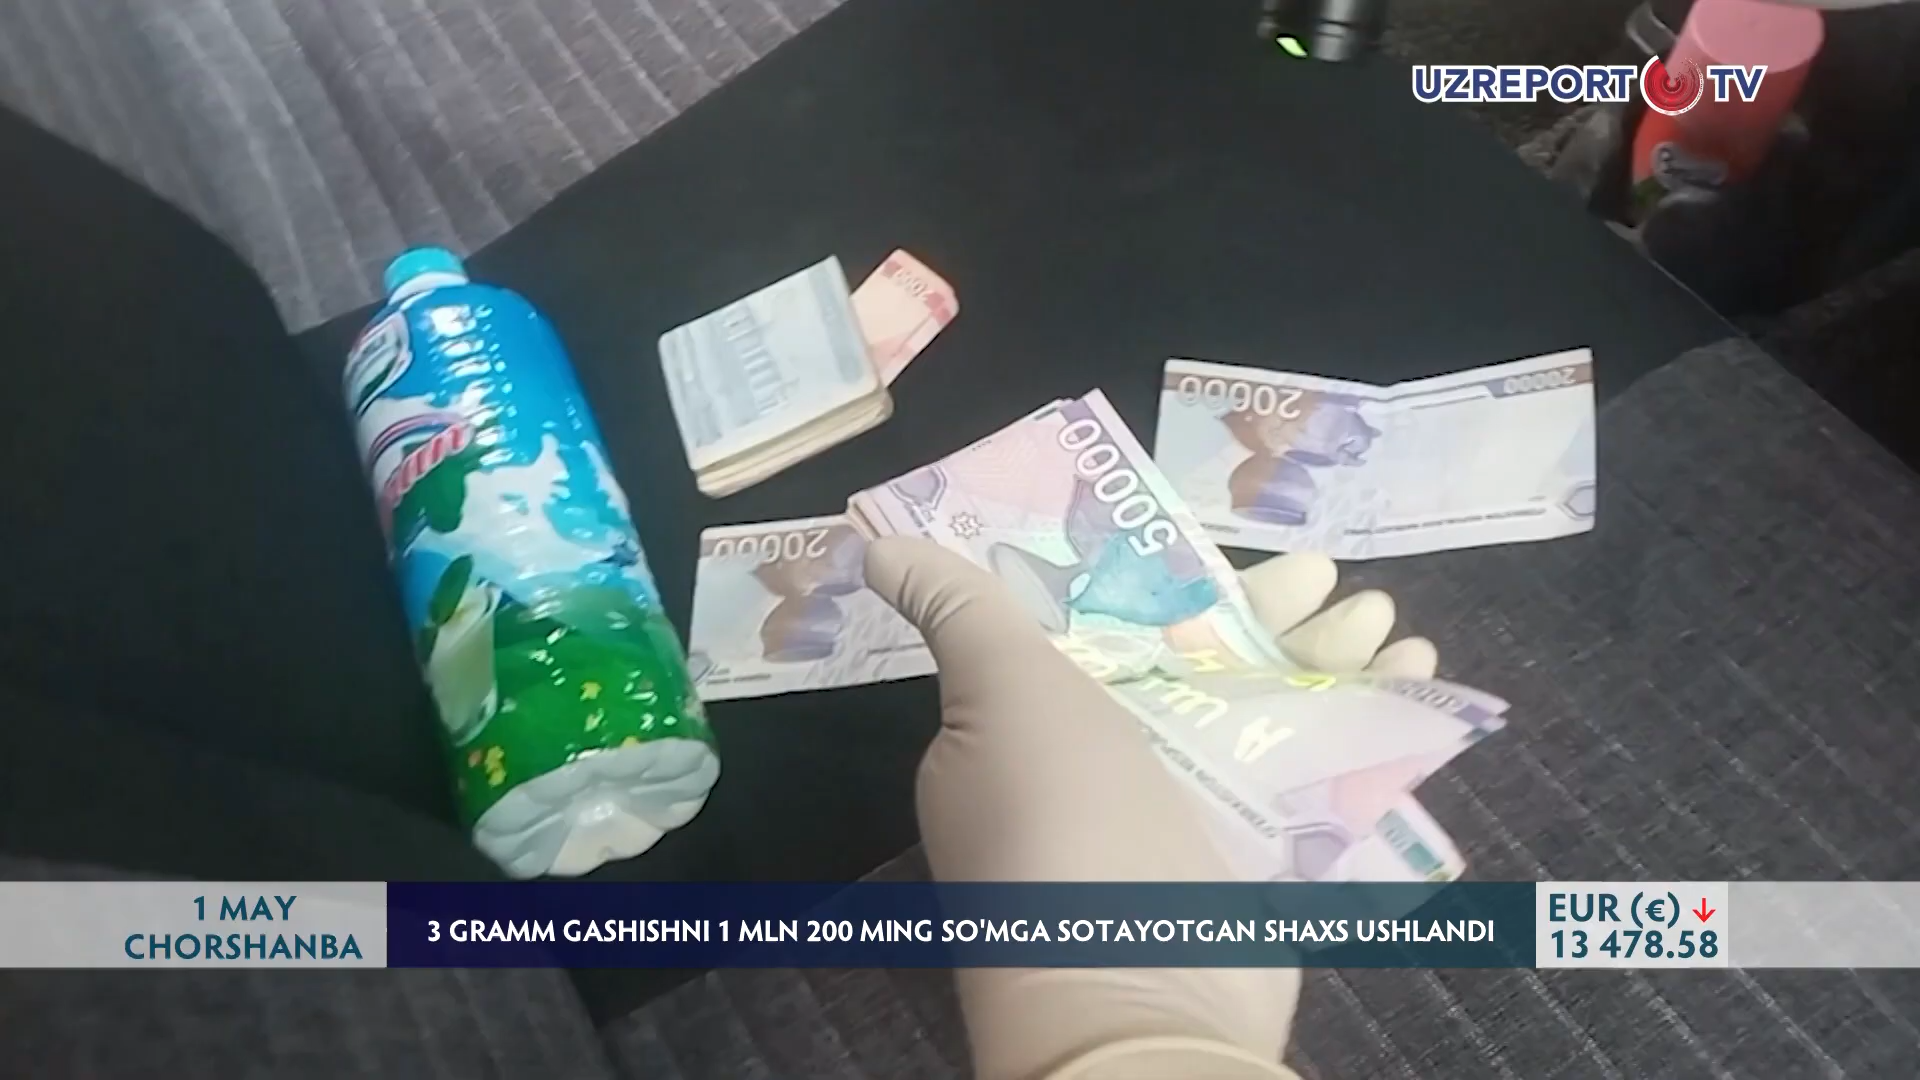 UZREPORT TV
20000
20000
20000
20000
50000
1 MAY
CHORSHANBA
3 GRAMM GASHISHNI 1 MLN 200 MING SO'MGA SOTAYOTGAN SHAXS USHLANDI
EUR (€)
13 478.58